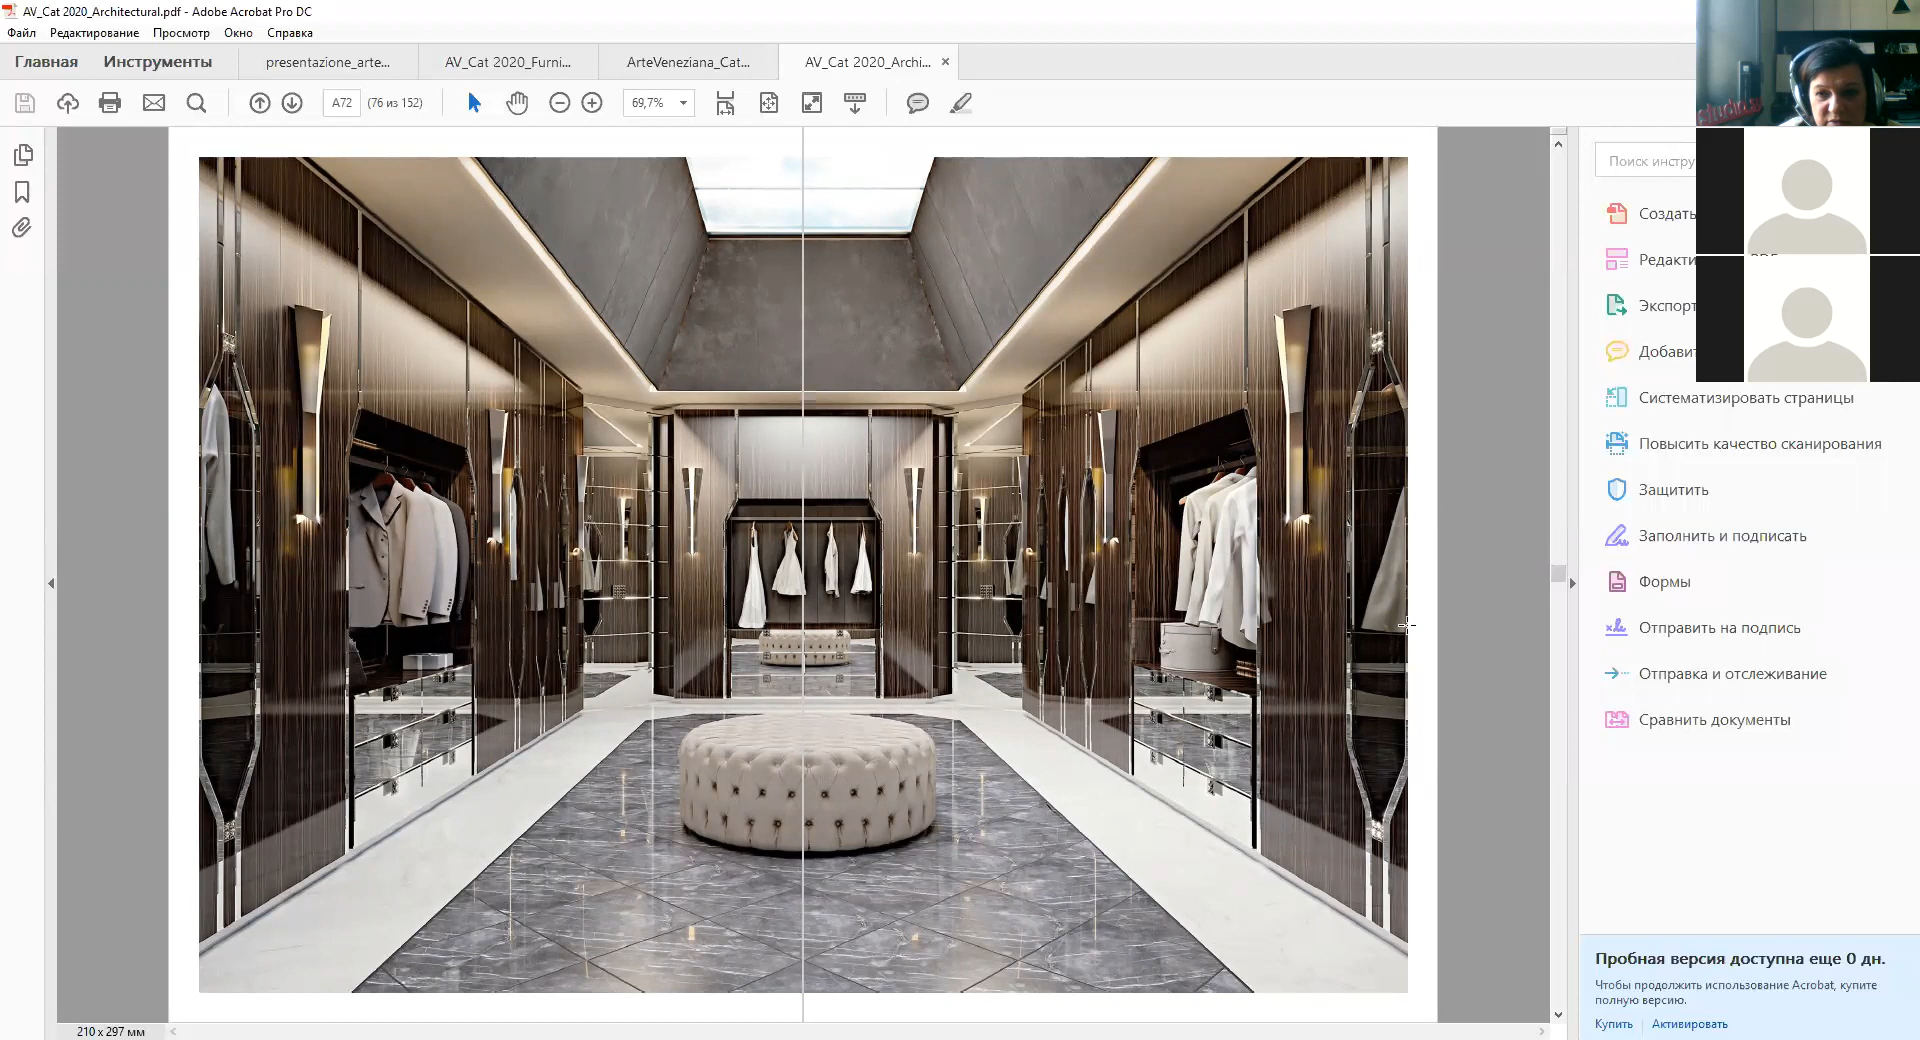 AV_Cat 2020_Architectural.pdf - Adobe Acrobat Pro DC
Файл Редактирование Просмотр Окно Справка
Главная Инструменты presentazione_arte... AV_Cat 2020_Furni... ArteVeneziana_Cat... AV_Cat 2020_Archi... ×
A72 (76 из 152) 69,7%
Поиск инстру
Создать
Редакти
Экспорт
Добавит
Систематизировать страницы
Повысить качество сканирования
Защитить
Заполнить и подписать
Формы
Отправить на подпись
Отправка и отслеживание
Сравнить документы
Пробная версия доступна еще 0 дн.
Чтобы продолжить использование Acrobat, купите
полную версию.
Купить Активировать
210 x 297 мм